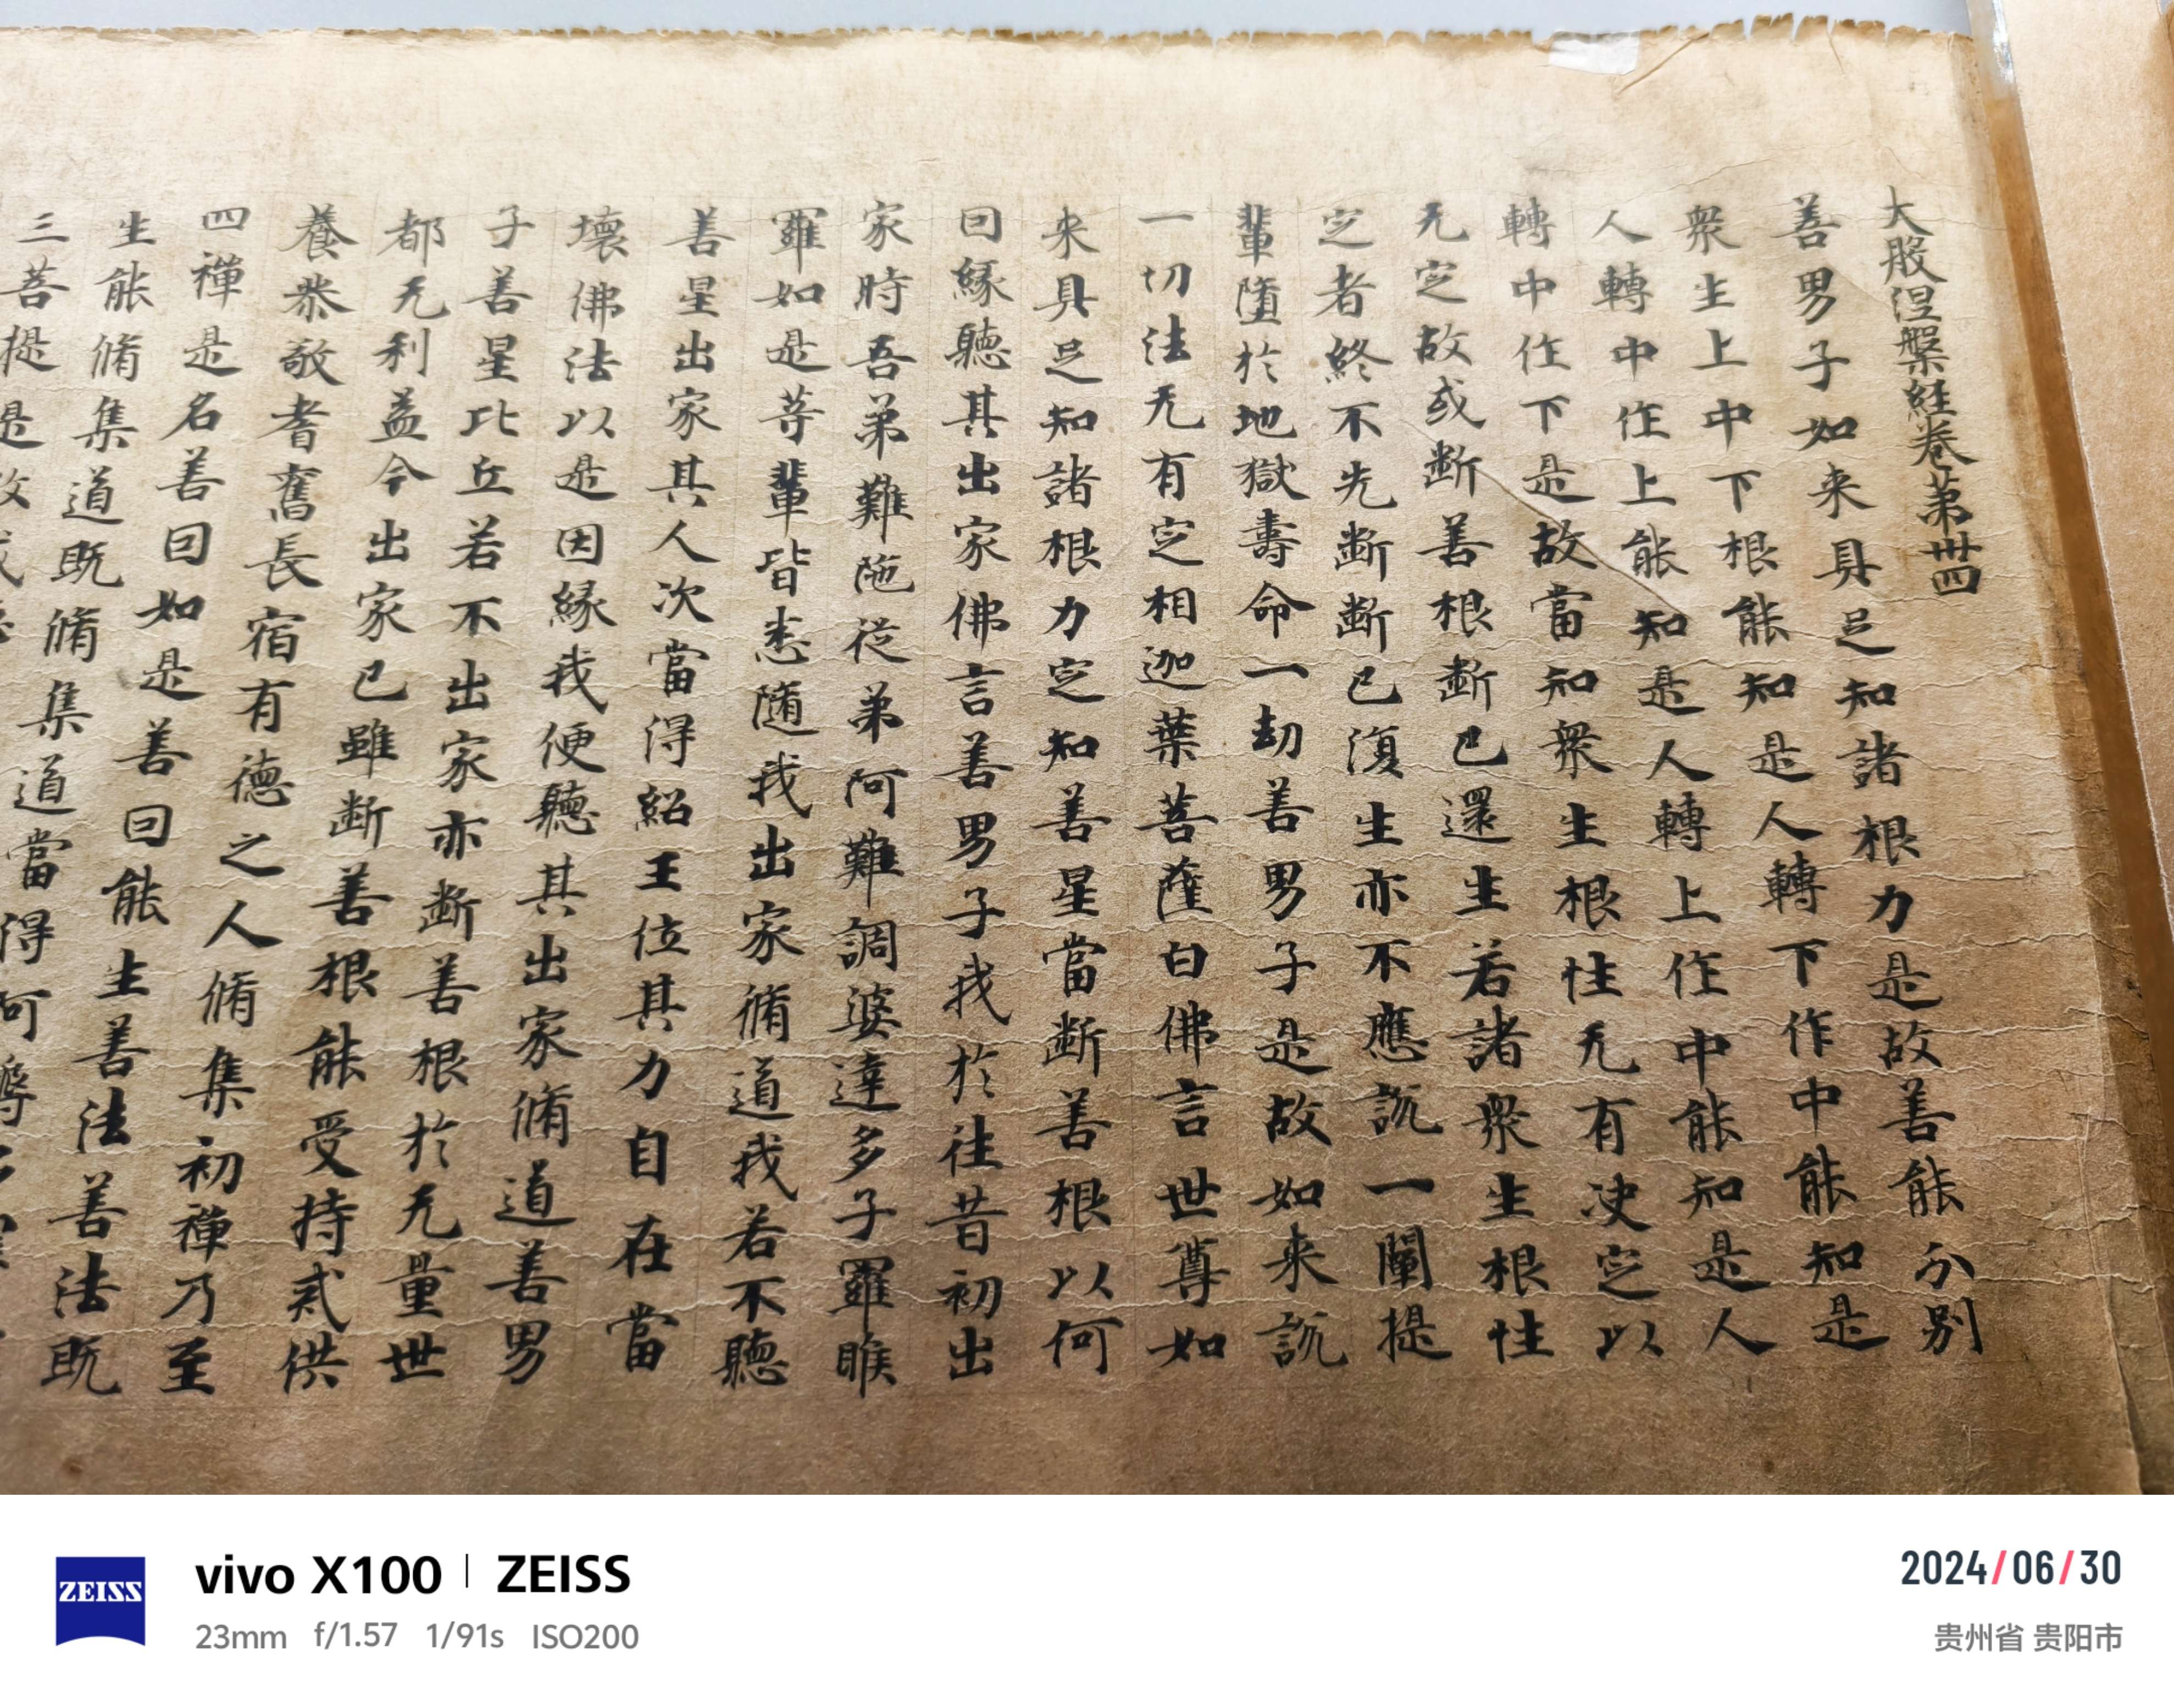 大般涅槃經卷第卌四
善男子如来具足知諸根力是故善能分別
衆生上中下根能知是人轉下作中能知是
人轉中作上能知是人轉上作中能知是人
轉中作下是故當知衆生根性无有决定以
无定故或断善根断已還生若諸衆生根性
定者終不先断断已復生亦不應說一闡提
輩墮於地獄壽命一劫善男子是故如来說
一切法无有定相迦葉菩薩白佛言世尊如
来具足知諸根力定知善星當断善根以何
因緣聽其出家佛言善男子我於往昔初出
家時吾弟難陁從弟阿難調婆達多子羅睺
羅如是等輩皆悉隨我出家脩道我若不聽
善星出家其人次當得紹王位其力自在當
壞佛法以是因緣我便聽其出家脩道善男
子善星比丘若不出家亦断善根於无量世
都无利益今出家已雖断善根能受持戒供
養恭敬耆舊長宿有德之人脩集初禪乃至
四禪是名善因如是善因能生善法善法既
生能脩集道既脩集道當得
三菩提是故
vivo X100 | ZEISS
ZEISS
23mm f/1.57 1/91s ISO200
2024/06/30
贵州省 贵阳市